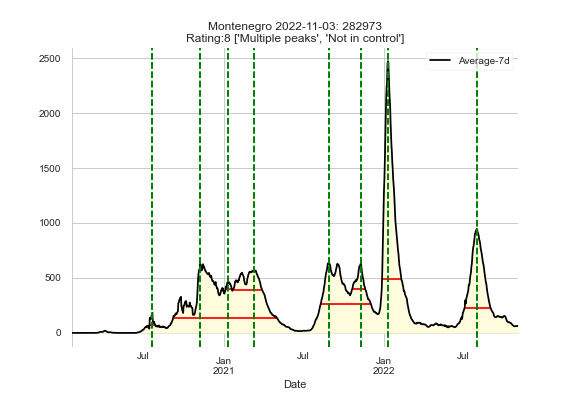 Montenegro 2022-11-03: 282973
Rating:8 ['Multiple peaks', 'Not in control']
Average-7d
2500
2000
1500
1000
500
0
Jul
Jan
2021
Jul
Jan
2022
Jul
Date